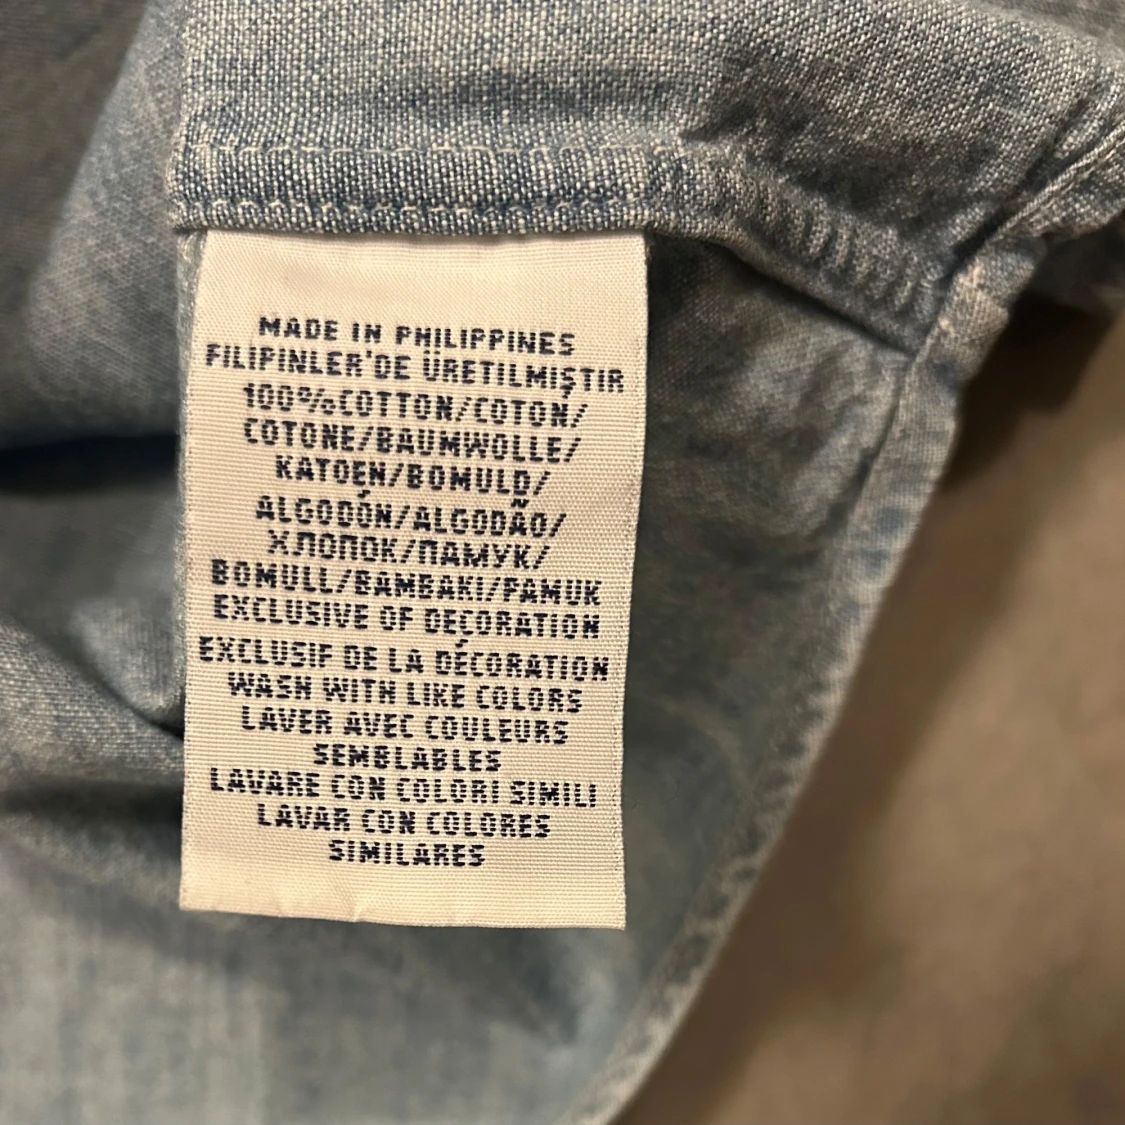 MADE IN PHILIPPINES
FILIPINLER'DE ÜRETILMIŞTIR
100%COTTON/COTON/
COTONE/BAUMWOLLE/
KATOEN/BOMULD/
ALGODÓN/ALGODÃO/
ХЛОПОК/ПАМУК/
BOMULL/BAMBAKI/PAMUK
EXCLUSIVE OF DECORATION
EXCLUSIF DE LA DÉCORATION
WASH WITH LIKE COLORS
LAVER AVEC COULEURS
SEMBLABLES
LAVARE CON COLORI SIMILI
LAVAR CON COLORES
SIMILARES